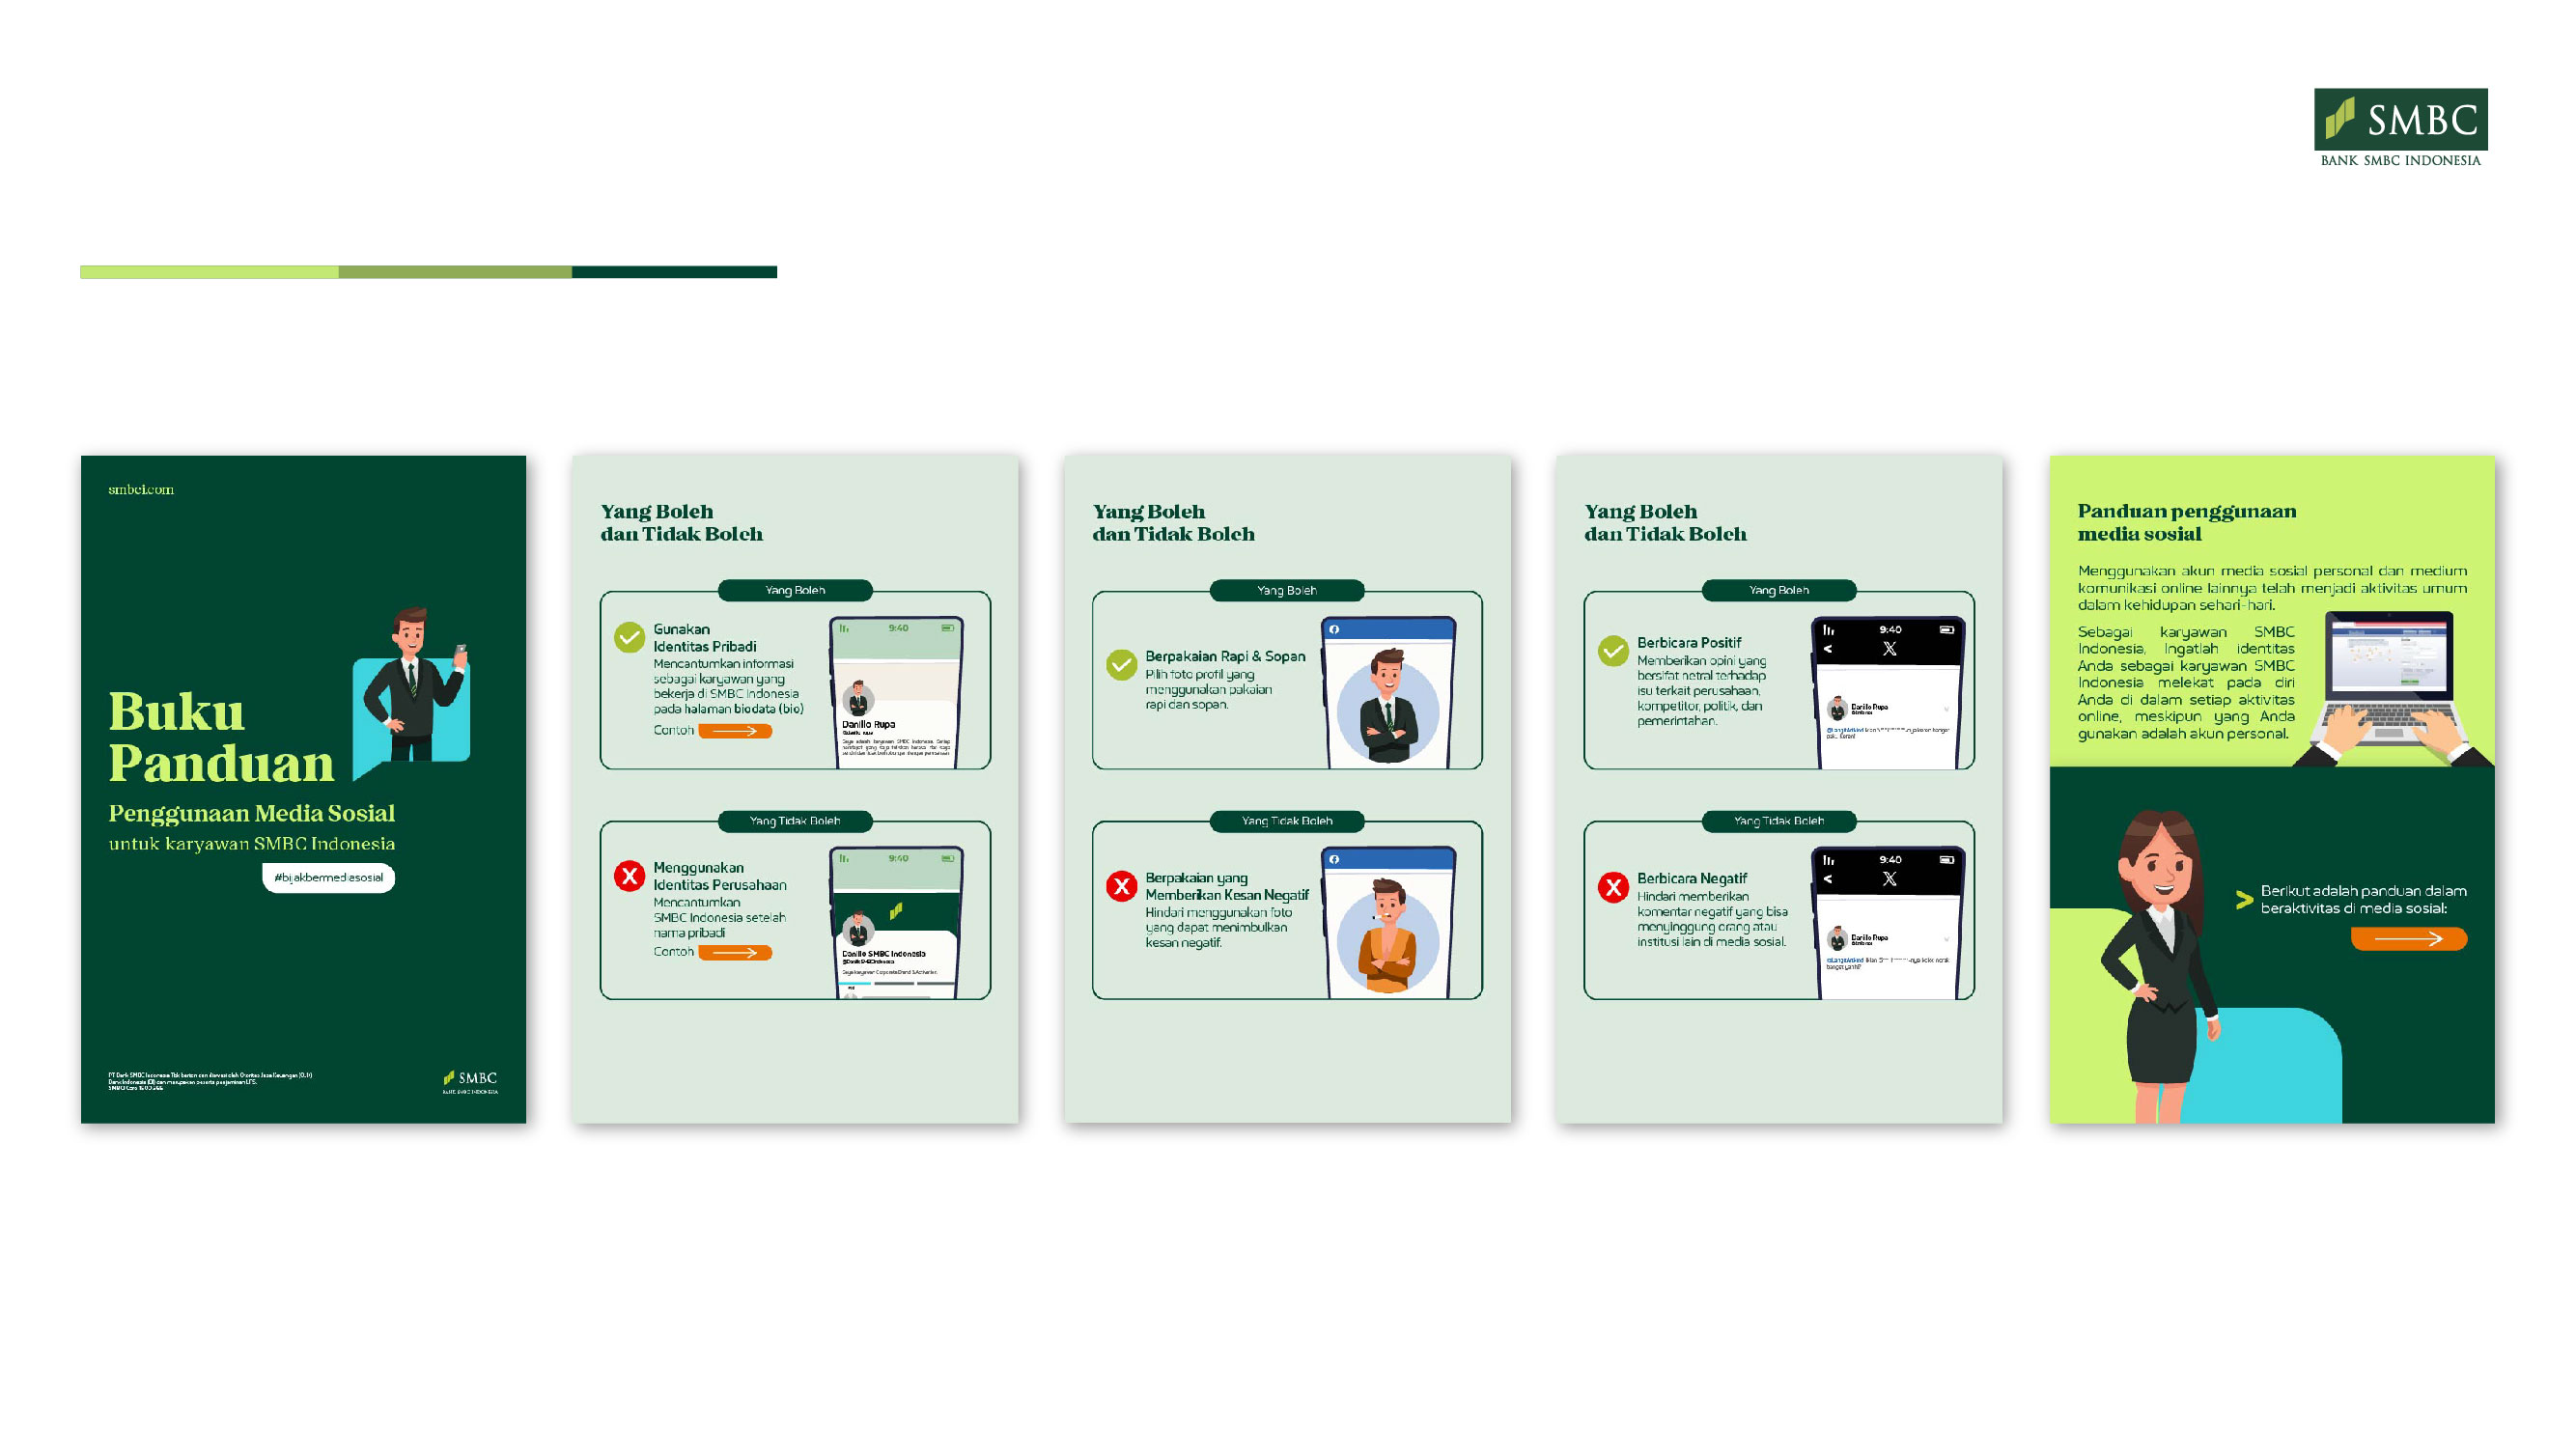 SMBC
BANK SMBC INDONESIA
smbci.com
Buku
Panduan
Penggunaan Media Sosial
untuk karyawan SMBC Indonesia
#bijakbermediasosial
SMBC
BANK SMBC INDONESIA
Yang Boleh
dan Tidak Boleh
Yang Boleh
Gunakan
Identitas Pribadi
Mencantumkan informasi
sebagai karyawan yang
bekerja di SMBC Indonesia
pada halaman biodata (bio)
Contoh
9:40
Danillo Rupa
Yang Tidak Boleh
Menggunakan
Identitas Perusahaan
Mencantumkan
SMBC Indonesia setelah
nama pribadi
Contoh
9:40
Danillo SMBC Indonesia
Yang Boleh
dan Tidak Boleh
Yang Boleh
Berpakaian Rapi & Sopan
Pilih foto profil yang
menggunakan pakaian
rapi dan sopan.
Yang Tidak Boleh
Berpakaian yang
Memberikan Kesan Negatif
Hindari menggunakan foto
yang dapat menimbulkan
kesan negatif.
Yang Boleh
dan Tidak Boleh
Yang Boleh
Berbicara Positif
Memberikan opini yang
bersifat netral terhadap
isu terkait perusahaan,
kompetitor, politik, dan
pemerintahan.
9:40
Danillo Rupa
Yang Tidak Boleh
Berbicara Negatif
Hindari memberikan
komentar negatif yang bisa
menyinggung orang atau
institusi lain di media sosial.
9:40
Danillo Rupa
Panduan penggunaan
media sosial
Menggunakan akun media sosial personal dan medium
komunikasi online lainnya telah menjadi aktivitas umum
dalam kehidupan sehari-hari.
Sebagai karyawan SMBC
Indonesia, Ingatlah identitas
Anda sebagai karyawan SMBC
Indonesia melekat pada diri
Anda di dalam setiap aktivitas
online, meskipun yang Anda
gunakan adalah akun personal.
Berikut adalah panduan dalam
beraktivitas di media sosial: